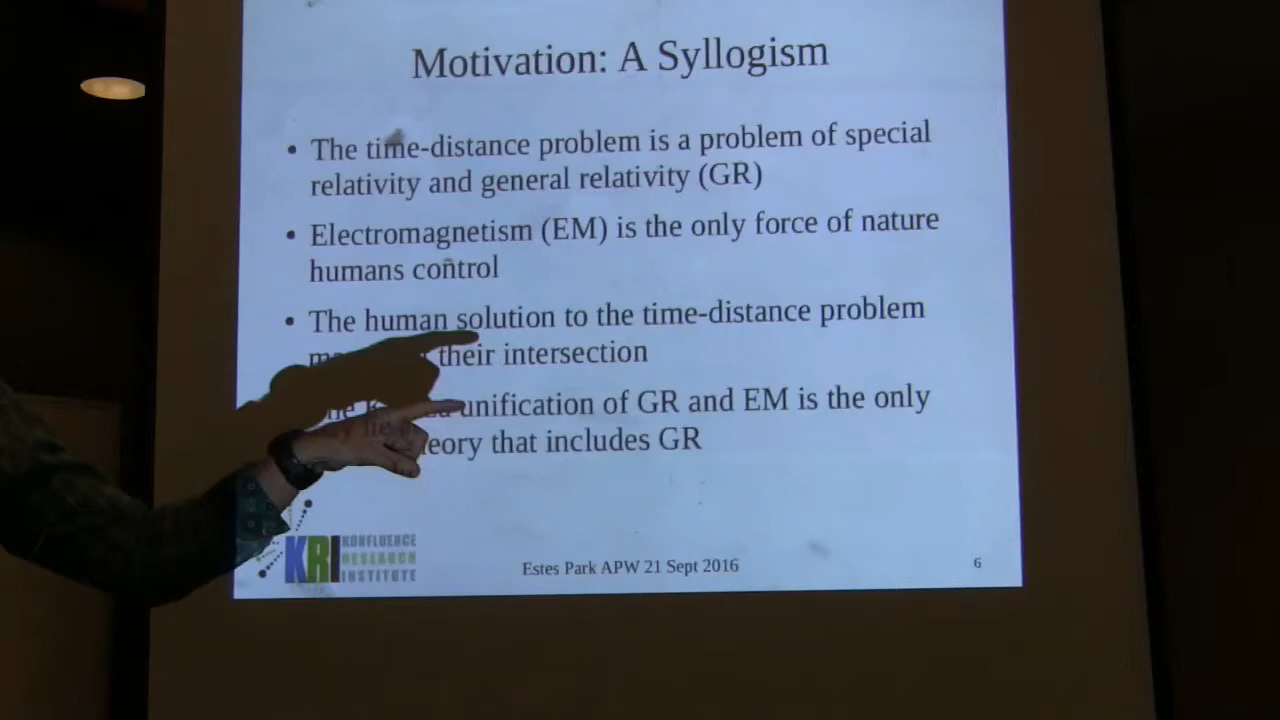 Motivation: A Syllogism
• The time-distance problem is a problem of special
relativity and general relativity (GR)
• Electromagnetism (EM) is the only force of nature
humans control
• The human solution to the time-distance problem
their intersection
unification of GR and EM is the only
that includes GR
KRI KONFLUENCE
RESEARCH
INSTITUTE
Estes Park APW 21 Sept 2016
6